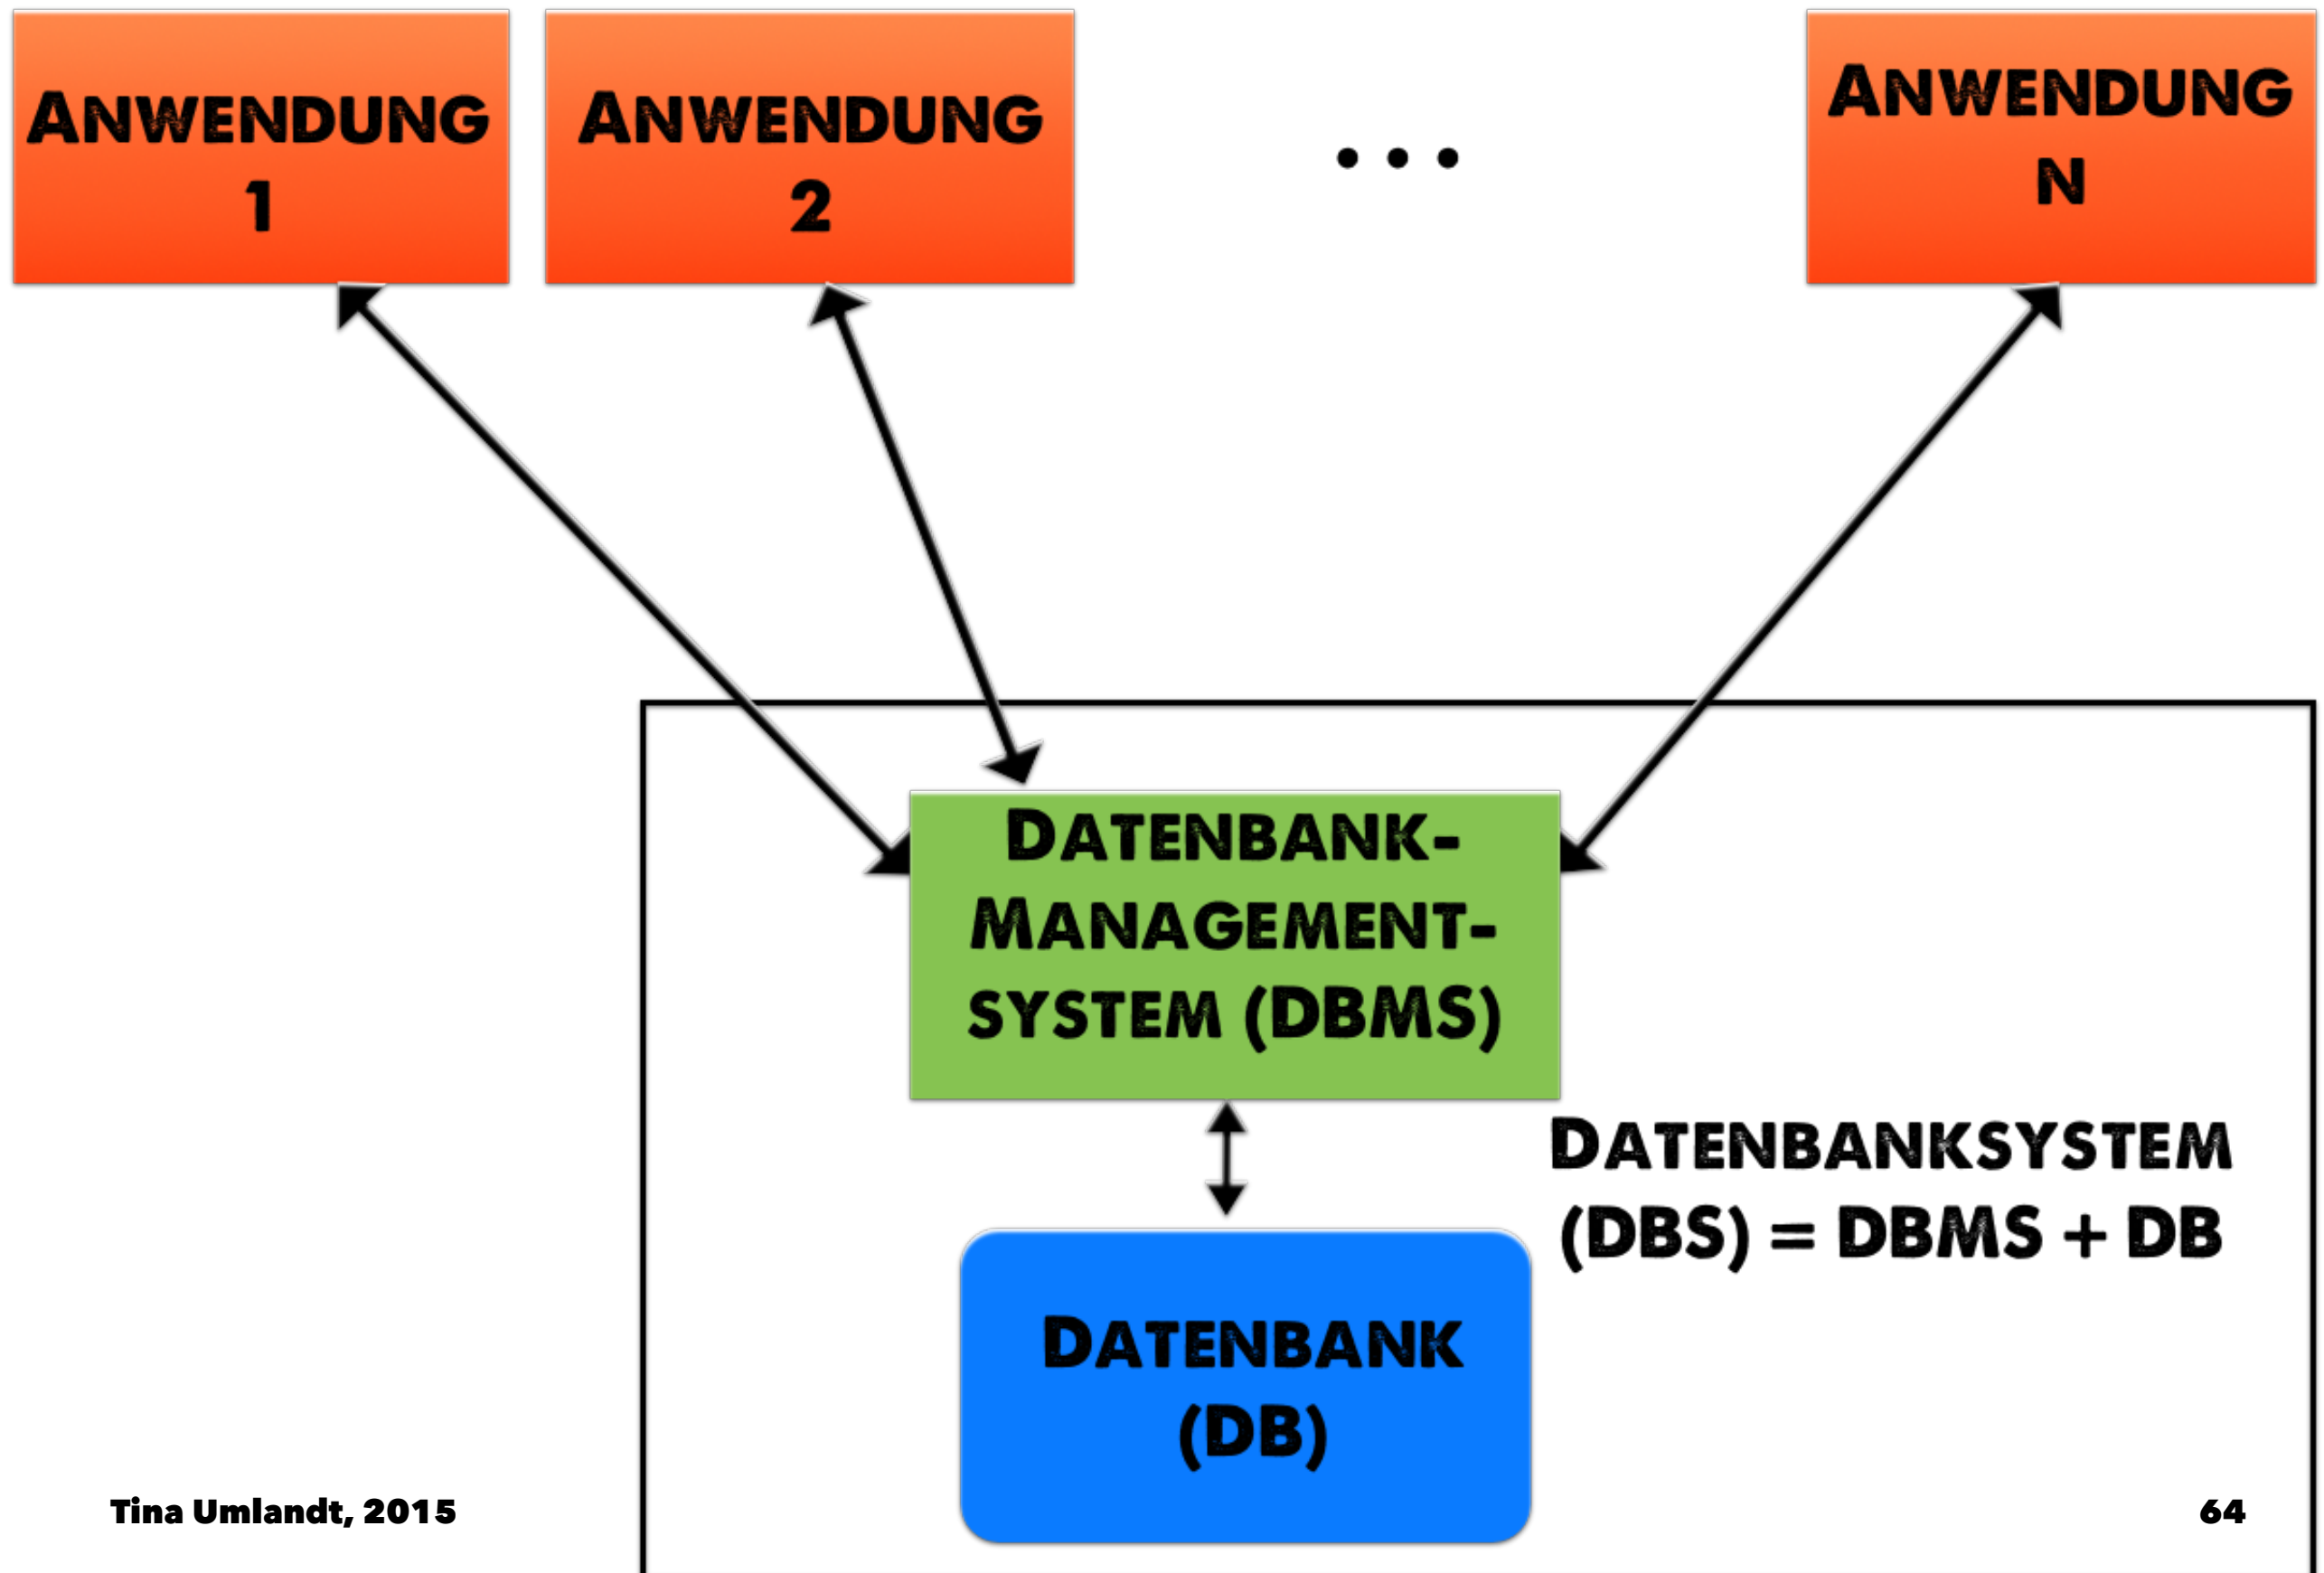 Anwendung
1
Anwendung
2
...
Anwendung
N
Datenbank-
Management-
system (DBMS)
Datenbanksystem
(DBS) = DBMS + DB
Datenbank
(DB)
Tina Umlandt, 2015
64